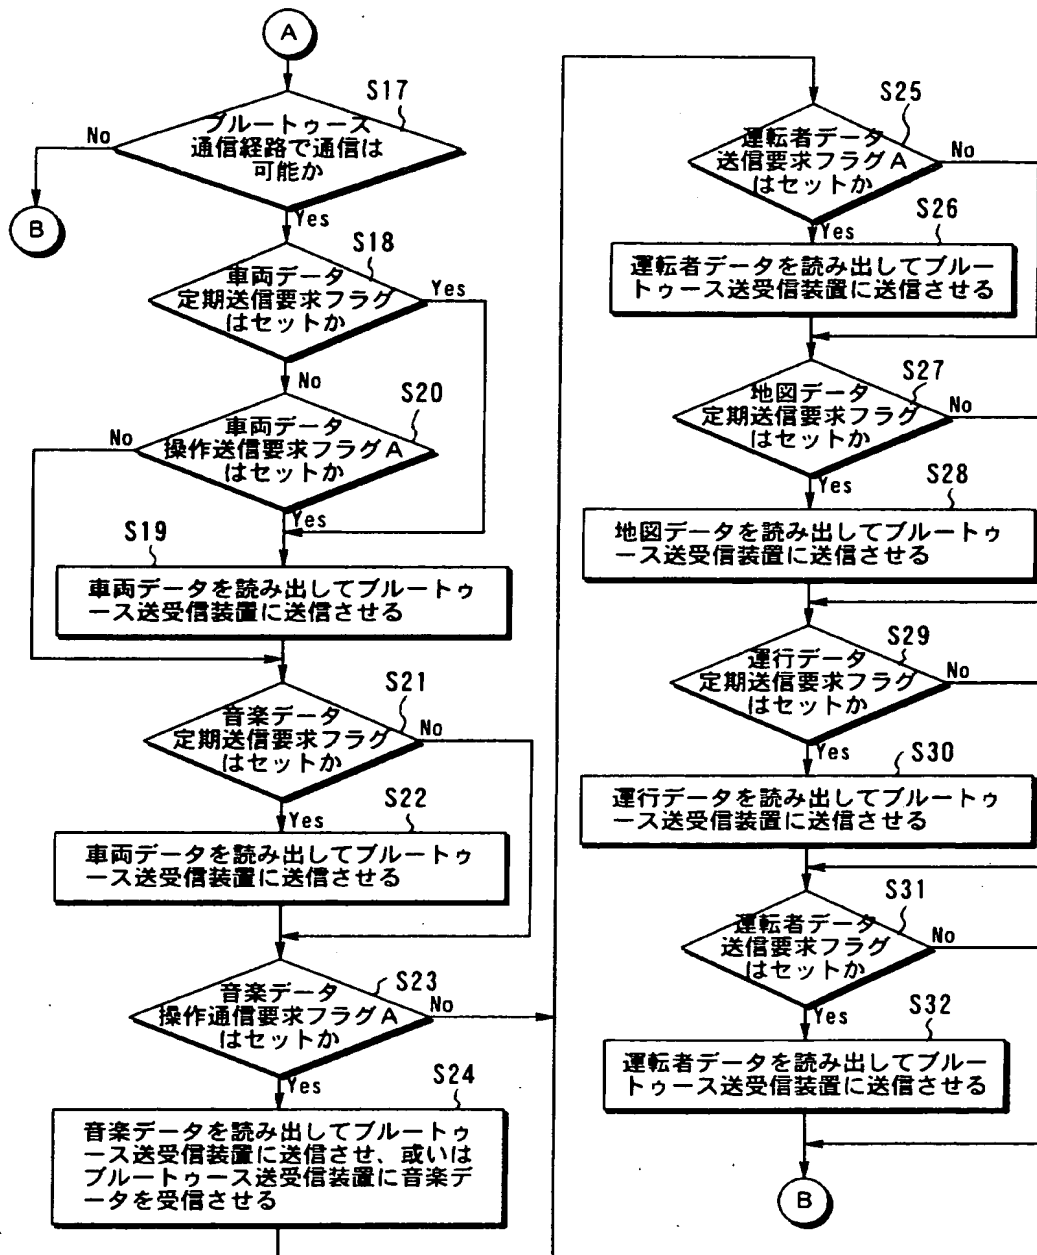 A
S17
ブルートゥース
通信経路で通信は
可能か
No
B
Yes
S18
車両データ
定期送信要求フラグ
はセットか
Yes
No
S20
車両データ
操作送信要求フラグA
はセットか
No
Yes
S19
車両データを読み出してブルートゥ
ース送受信装置に送信させる
S21
音楽データ
定期送信要求フラグ
はセットか
No
Yes
S22
車両データを読み出してブルートゥ
ース送受信装置に送信させる
S23
音楽データ
操作通信要求フラグA
はセットか
No
Yes
S24
音楽データを読み出してブルートゥ
ース送受信装置に送信させ、或いは
ブルートゥース送受信装置に音楽デ
ータを受信させる
S25
運転者データ
送信要求フラグA
はセットか
No
Yes
S26
運転者データを読み出してブルー
トゥース送受信装置に送信させる
S27
地図データ
定期送信要求フラグ
はセットか
No
Yes
S28
地図データを読み出してブルートゥ
ース送受信装置に送信させる
S29
運行データ
定期送信要求フラグ
はセットか
No
Yes
S30
運行データを読み出してブルートゥ
ース送受信装置に送信させる
S31
運転者データ
送信要求フラグ
はセットか
No
Yes
S32
運転者データを読み出してブルー
トゥース送受信装置に送信させる
B